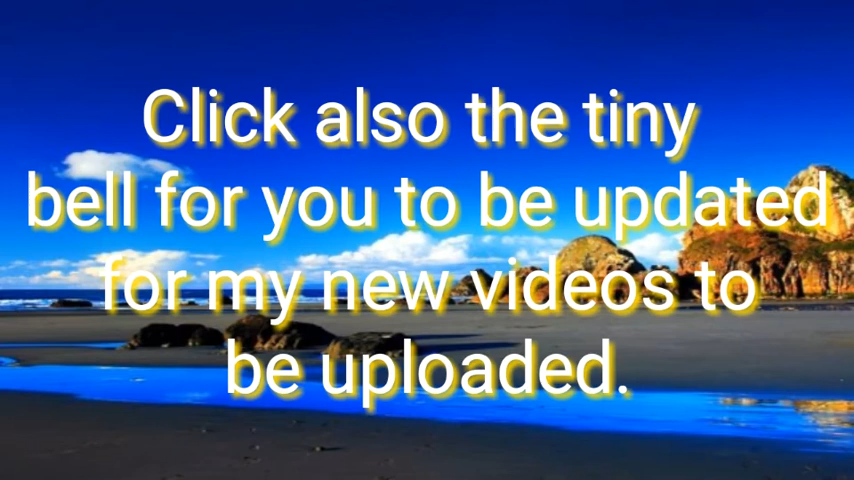 Click also the tiny
bell for you to be updated
for my new videos to
be uploaded.